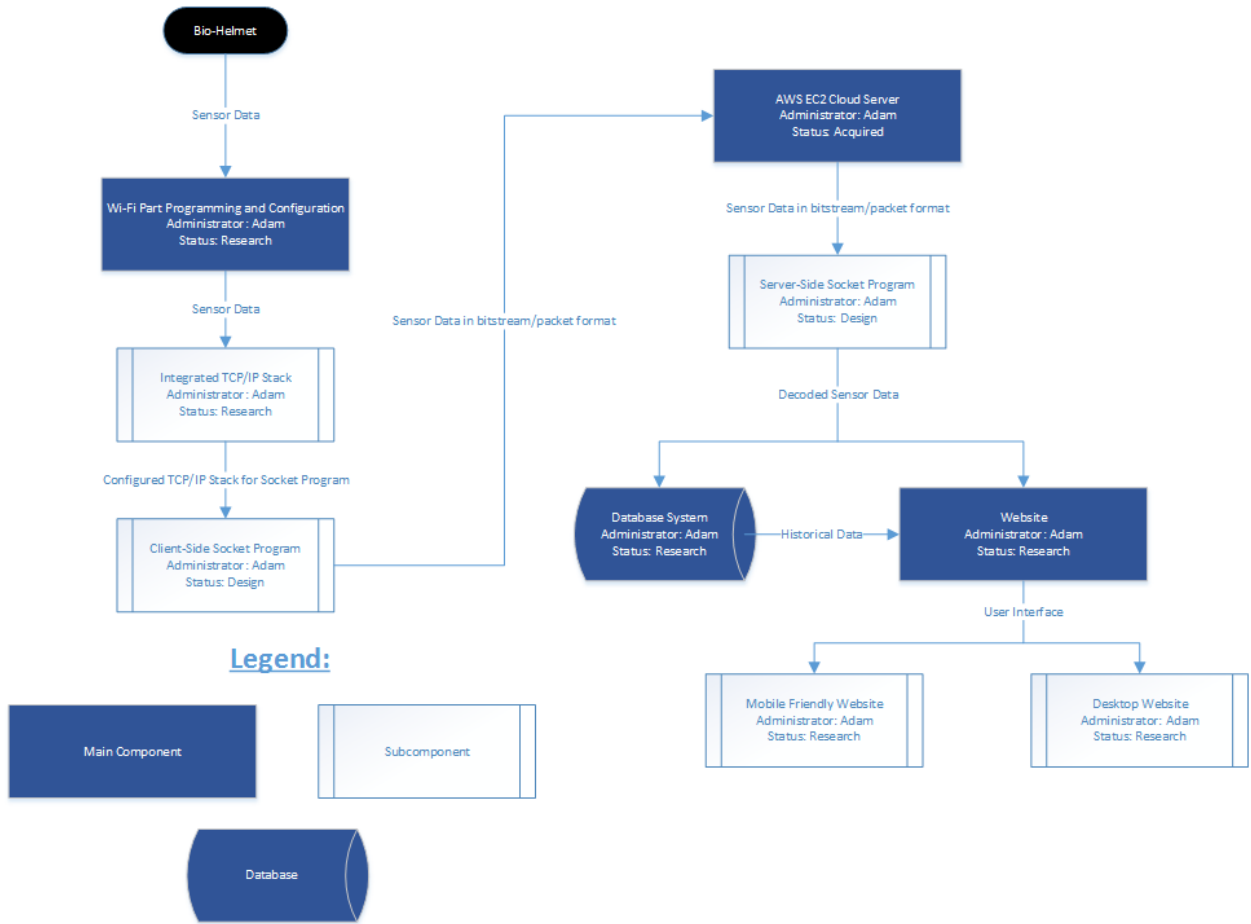 Bio-Helmet
Sensor Data
Wi-Fi Part Programming and Configuration
Administrator: Adam
Status: Research
Sensor Data
Integrated TCP/IP Stack
Administrator: Adam
Status: Research
Configured TCP/IP Stack for Socket Program
Client-Side Socket Program
Administrator: Adam
Status: Design
Sensor Data in bitstream/packet format
AWS EC2 Cloud Server
Administrator: Adam
Status: Acquired
Sensor Data in bitstream/packet format
Server-Side Socket Program
Administrator: Adam
Status: Design
Decoded Sensor Data
Database System
Administrator: Adam
Status: Research
Historical Data
Website
Administrator: Adam
Status: Research
User Interface
Mobile Friendly Website
Administrator: Adam
Status: Research
Desktop Website
Administrator: Adam
Status: Research
Legend:
Main Component
Subcomponent
Database